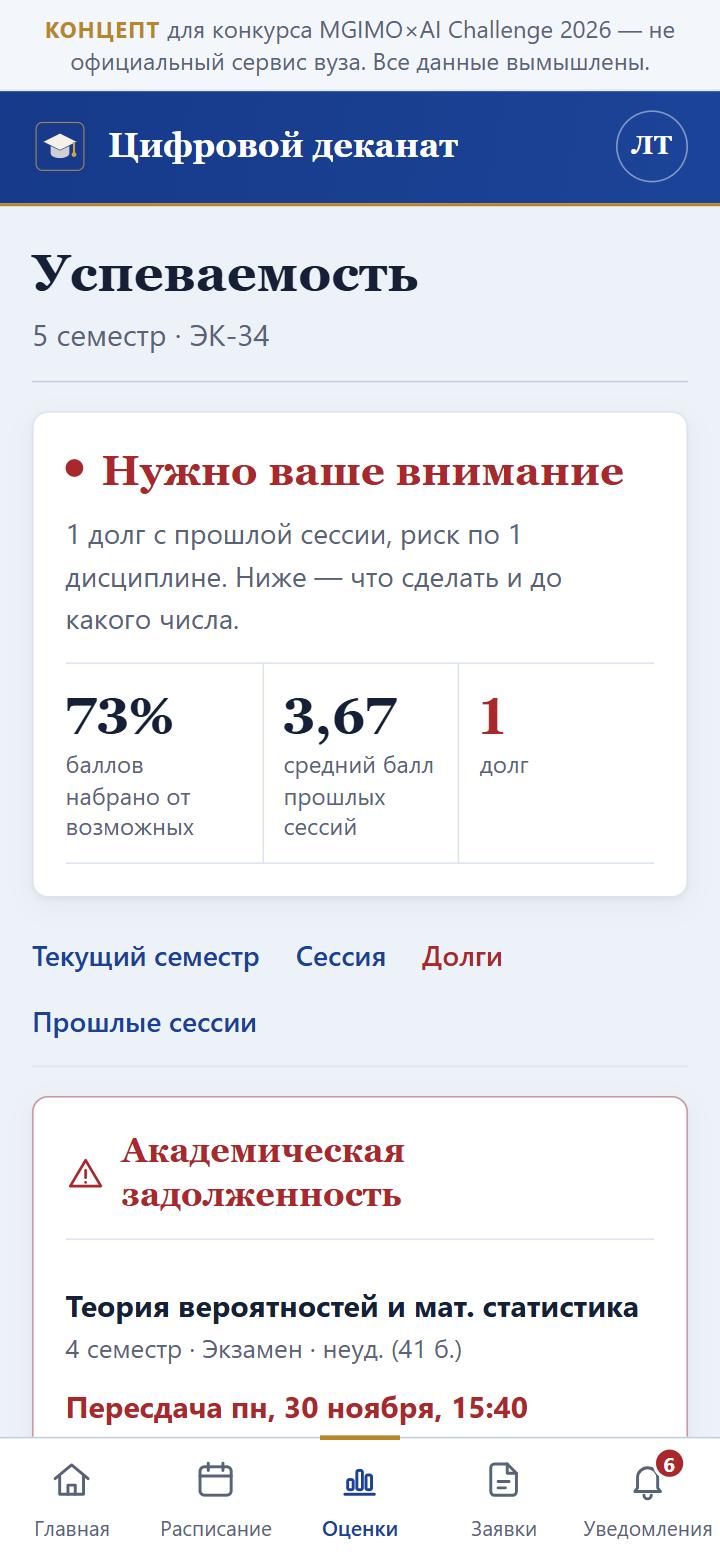 КОНЦЕПТ для конкурса MGIMO×AI Challenge 2026 — не
официальный сервис вуза. Все данные вымышлены.
Цифровой деканат
ЛТ
Успеваемость
5 семестр · ЭК-34
Нужно ваше внимание
1 долг с прошлой сессии, риск по 1
дисциплине. Ниже — что сделать и до
какого числа.
73%
баллов
набрано от
возможных
3,67
средний балл
прошлых
сессий
1
долг
Текущий семестр Сессия Долги
Прошлые сессии
Академическая
задолженность
Теория вероятностей и мат. статистика
4 семестр · Экзамен · неуд. (41 б.)
Пересдача пн, 30 ноября, 15:40
6
Главная Расписание Оценки Заявки Уведомления